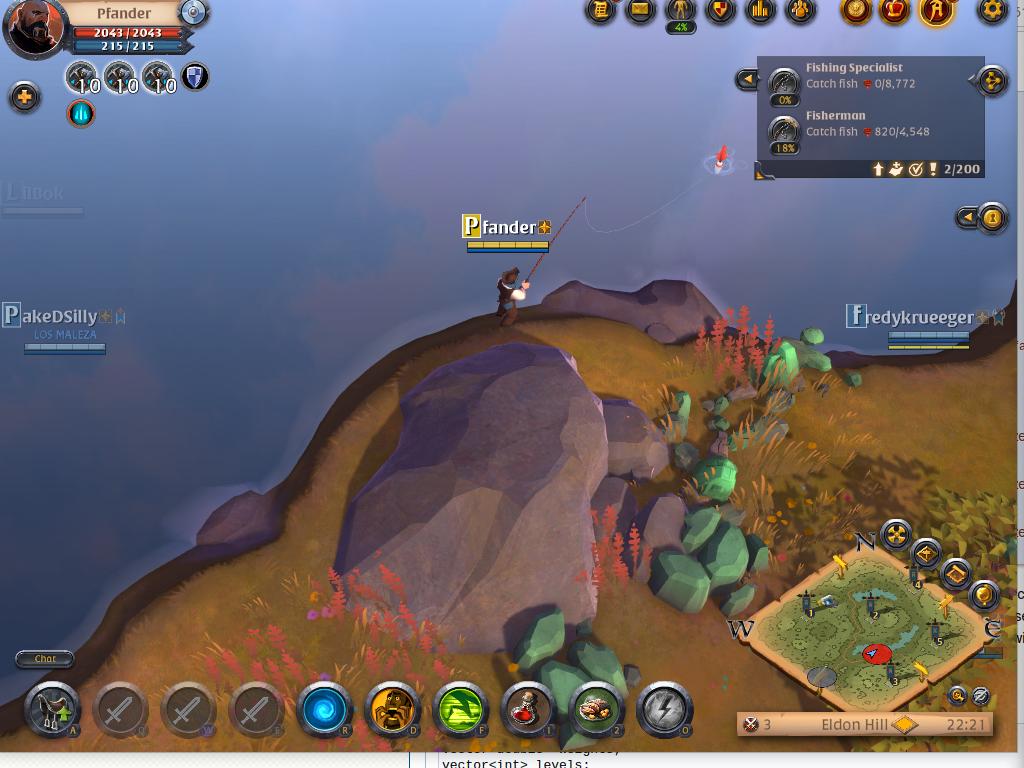 Pfander
2043 / 2043
215 / 215
4%
10
10
10
Fishing Specialist
Catch fish 0/8,772
0%
Fisherman
Catch fish 820/4,548
18%
2/200
LilBok
Pfander
PakeDSilly
LOS MALEZA
Fredykrueeger
N
W
E
1
2
3
4
5
Chat
A
Q
W
E
R
D
F
1
2
O
3
Eldon Hill
22:21
vector<int> levels;